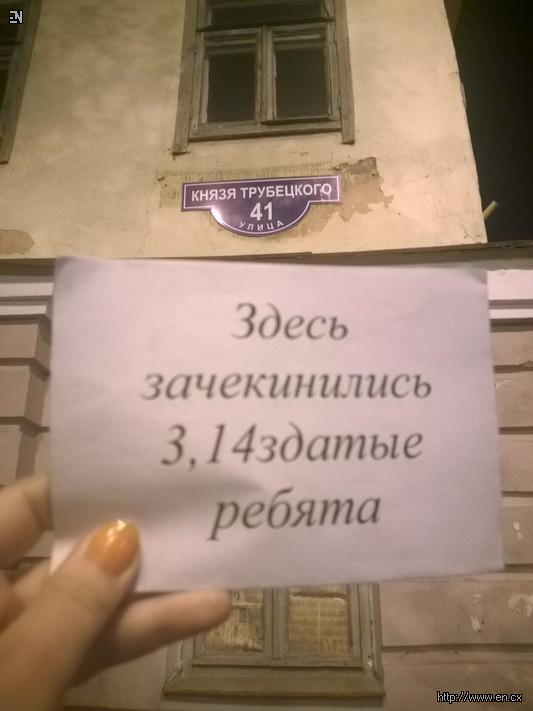 EN
КНЯЗЯ ТРУБЕЦКОГО
41
УЛИЦА
Здесь
зачекинились
3,14здатые
ребята
http://www.en.cx